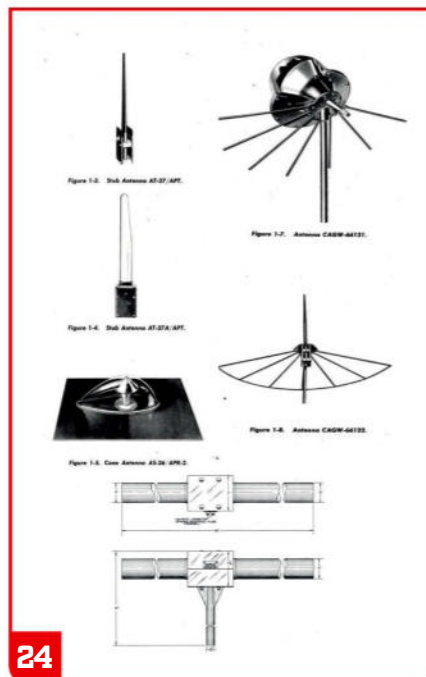 Figure 1-3. Stub Antenna AT-37/APT.
Figure 1-7. Antenna CAGW-66131.
Figure 1-4. Stub Antenna AT-37A/APT.
Figure 1-8. Antenna CAGW-66132.
Figure 1-5. Cone Antenna AS-36/APR-2.
24